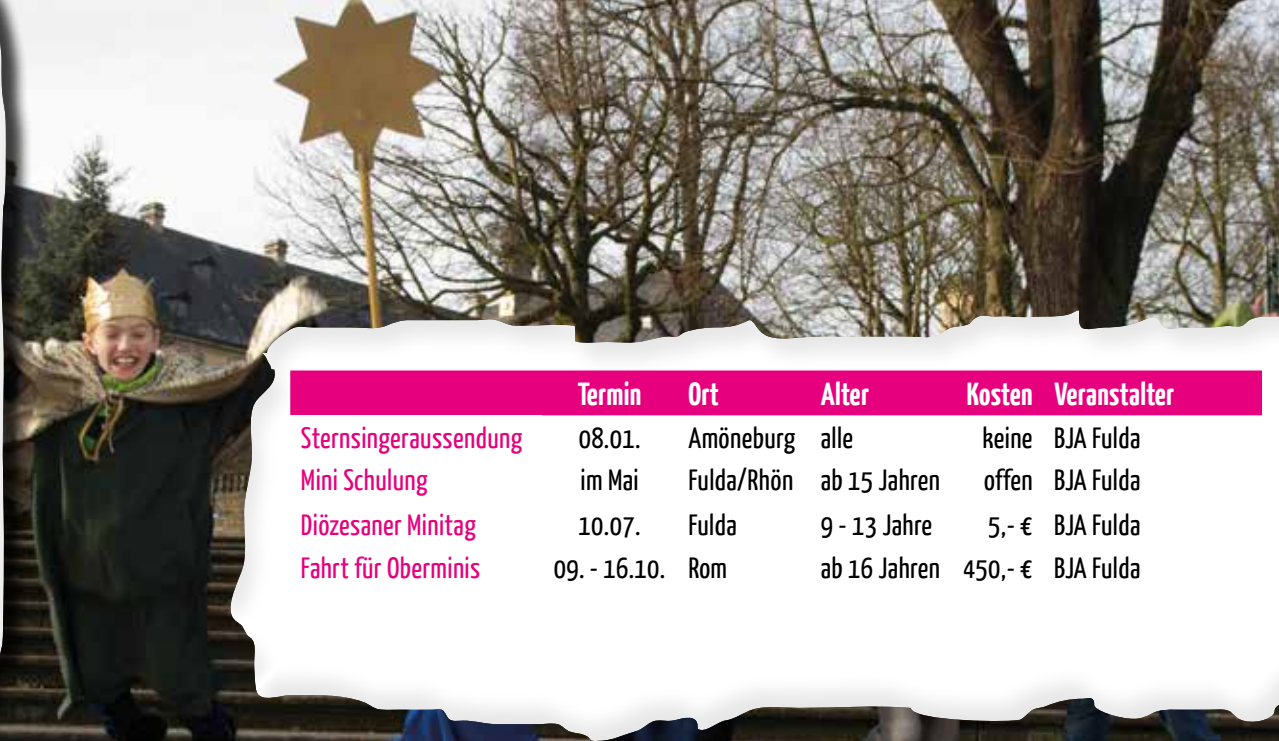 Termin Ort Alter Kosten Veranstalter
Sternsingeraussendung 08.01. Amöneburg alle keine BJA Fulda
Mini Schulung im Mai Fulda/Rhön ab 15 Jahren offen BJA Fulda
Diözesaner Minitag 10.07. Fulda 9 - 13 Jahre 5,- € BJA Fulda
Fahrt für Oberminis 09. - 16.10. Rom ab 16 Jahren 450,- € BJA Fulda